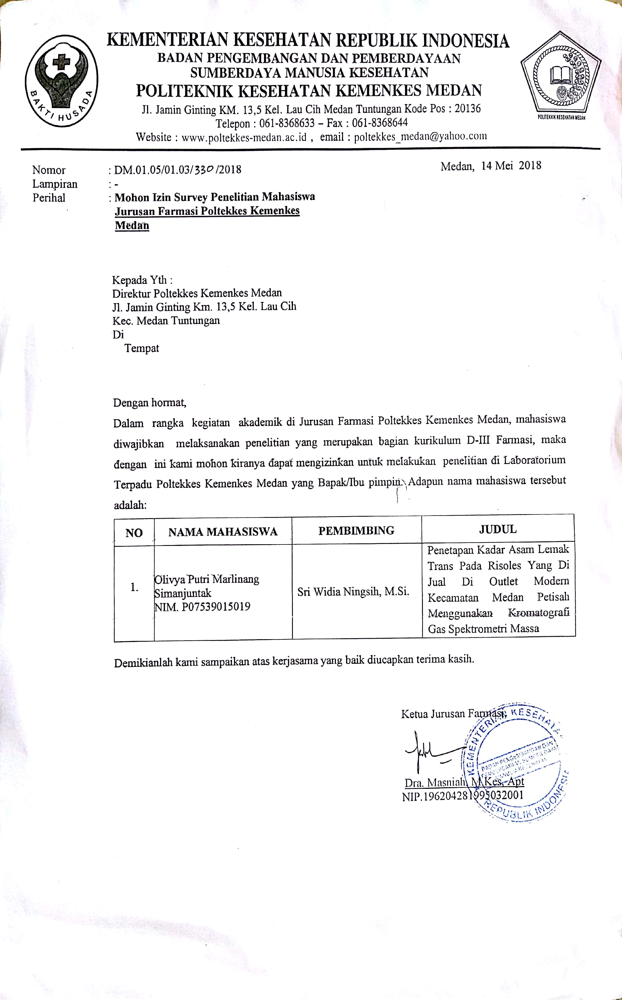 KEMENTERIAN KESEHATAN REPUBLIK INDONESIA
BADAN PENGEMBANGAN DAN PEMBERDAYAAN
SUMBERDAYA MANUSIA KESEHATAN
POLITEKNIK KESEHATAN KEMENKES MEDAN
Jl. Jamin Ginting KM. 13,5 Kel. Lau Cih Medan Tuntungan Kode Pos : 20136
Telepon : 061-8368633 – Fax : 061-8368644
Website : www.poltekkes-medan.ac.id , email : poltekkes_medan@yahoo.com
BAKTI HUSADA
POLITEKNIK KESEHATAN MEDAN
Medan, 14 Mei 2018
Nomor : DM.01.05/01.03/330/2018
Lampiran : -
Perihal : Mohon Izin Survey Penelitian Mahasiswa
Jurusan Farmasi Poltekkes Kemenkes
Medan
Kepada Yth :
Direktur Poltekkes Kemenkes Medan
Jl. Jamin Ginting Km. 13,5 Kel. Lau Cih
Kec. Medan Tuntungan
Di
Tempat
Dengan hormat,
Dalam rangka kegiatan akademik di Jurusan Farmasi Poltekkes Kemenkes Medan, mahasiswa
diwajibkan melaksanakan penelitian yang merupakan bagian kurikulum D-III Farmasi, maka
dengan ini kami mohon kiranya dapat mengizinkan untuk melakukan penelitian di Laboratorium
Terpadu Poltekkes Kemenkes Medan yang Bapak/Ibu pimpin. Adapun nama mahasiswa tersebut
adalah:
NO NAMA MAHASISWA PEMBIMBING JUDUL
1.
Olivya Putri Marlinang
Simanjuntak
NIM. P07539015019
Sri Widia Ningsih, M.Si.
Penetapan Kadar Asam Lemak
Trans Pada Risoles Yang Di
Jual Di Outlet Modern
Kecamatan Medan Petisah
Menggunakan Kromatografi
Gas Spektrometri Massa
Demikianlah kami sampaikan atas kerjasama yang baik diucapkan terima kasih.
Ketua Jurusan Farmasi,
Dra. Masniah, M.Kes, Apt
NIP.196204281995032001
KEMENTERIAN KESEHATAN
BADAN PENGEMBANGAN DAN
PEMBERDAYAAN SUMBER DAYA
MANUSIA KESEHATAN
REPUBLIK INDONESIA